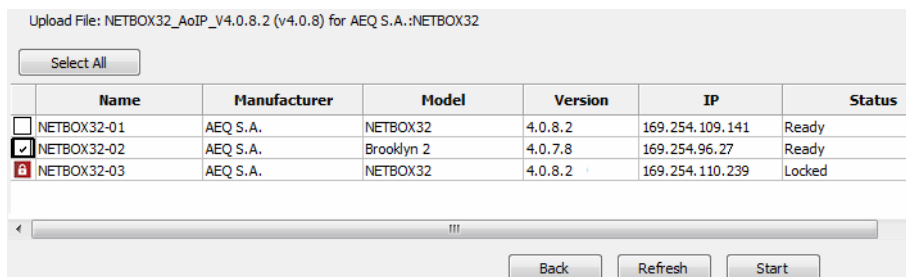 Upload File: NETBOX32_AoIP_V4.0.8.2 (v4.0.8) for AEQ S.A.:NETBOX32
Select All
Name Manufacturer Model Version IP Status
NETBOX32-01 AEQ S.A. NETBOX32 4.0.8.2 169.254.109.141 Ready
NETBOX32-02 AEQ S.A. Brooklyn 2 4.0.7.8 169.254.96.27 Ready
NETBOX32-03 AEQ S.A. NETBOX32 4.0.8.2 169.254.110.239 Locked
Back Refresh Start